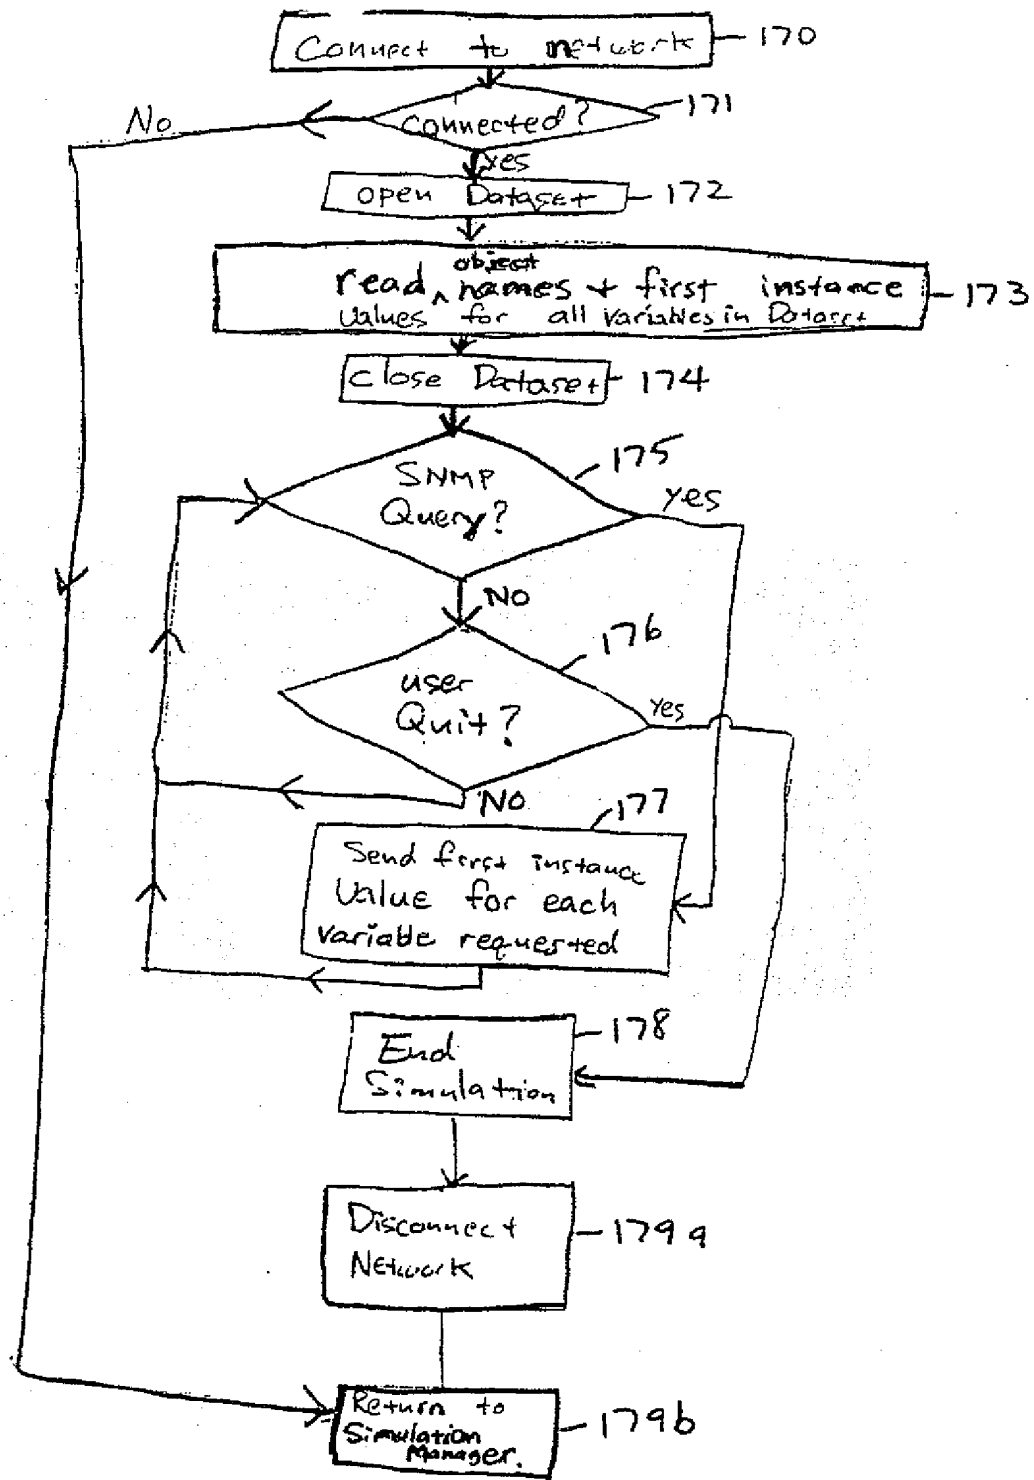 Connect to network
170
171
No
connected?
yes
open Dataset
172
object
read ^ names + first instance
173
values for all variables in Dataset
close Dataset
174
175
SNMP
yes
Query?
NO
176
user
yes
Quit?
NO
177
Send first instance
value for each
variable requested
178
End
Simulation
Disconnect
179a
Network
Return to
179b
Simulation
Manager.